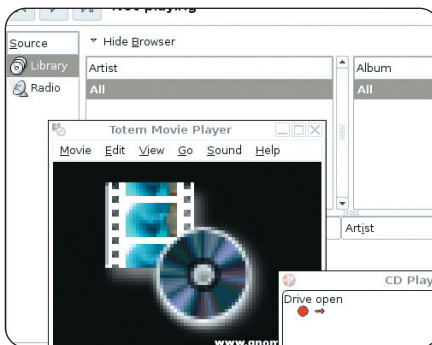 Not playing
Source
Hide Browser
Library
Radio
Artist
Album
All
All
Totem Movie Player
Movie Edit View Go Sound Help
Artist
CD Play
Drive open
www.gnom